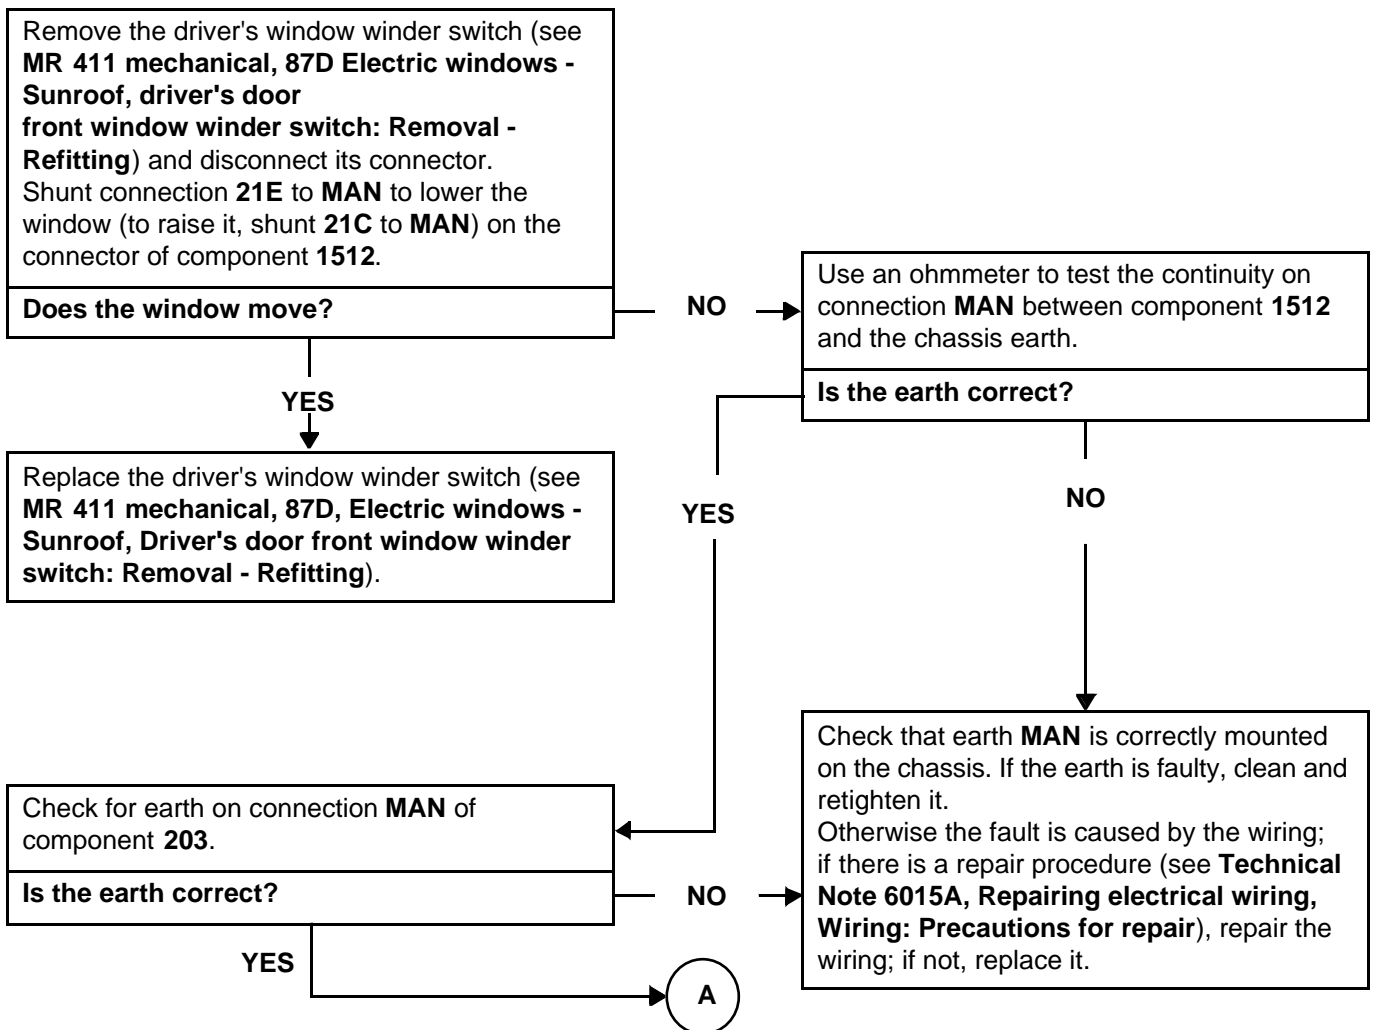 Remove the driver's window winder switch (see
MR 411 mechanical, 87D Electric windows -
Sunroof, driver's door
front window winder switch: Removal -
Refitting) and disconnect its connector.
Shunt connection 21E to MAN to lower the
window (to raise it, shunt 21C to MAN) on the
connector of component 1512.
Does the window move?
NO
Use an ohmmeter to test the continuity on
connection MAN between component 1512
and the chassis earth.
Is the earth correct?
YES
Replace the driver's window winder switch (see
MR 411 mechanical, 87D, Electric windows -
Sunroof, Driver's door front window winder
switch: Removal - Refitting).
YES
NO
Check that earth MAN is correctly mounted
on the chassis. If the earth is faulty, clean and
retighten it.
Otherwise the fault is caused by the wiring;
if there is a repair procedure (see Technical
Note 6015A, Repairing electrical wiring,
Wiring: Precautions for repair), repair the
wiring; if not, replace it.
Check for earth on connection MAN of
component 203.
Is the earth correct?
NO
YES
A